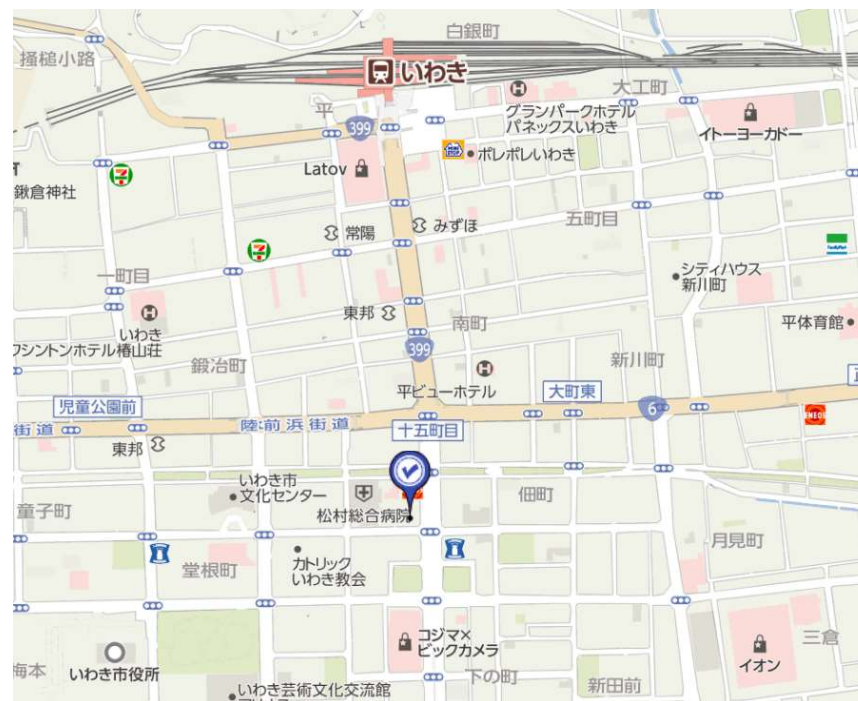 白銀町
掻槌小路
いわき
大工町
グランパークホテル
パネックスいわき
平
399
イトーヨーカドー
Latov
ポレポレいわき
鍬倉神社
五町目
みずほ
常陽
シティハウス
新川町
一町目
東邦
南町
平体育館
いわき
ワシントンホテル椿山荘
399
鍛冶町
新川町
平ビューホテル
大町東
児童公園前
6
ENEOS
街道
陸前浜街道
十五町目
東邦
いわき市
文化センター
佃町
童子町
松村総合病院
月見町
堂根町
カトリック
いわき教会
コジマ×
ビックカメラ
三倉
梅本
いわき市役所
イオン
下の町
新田前
いわき芸術文化交流館